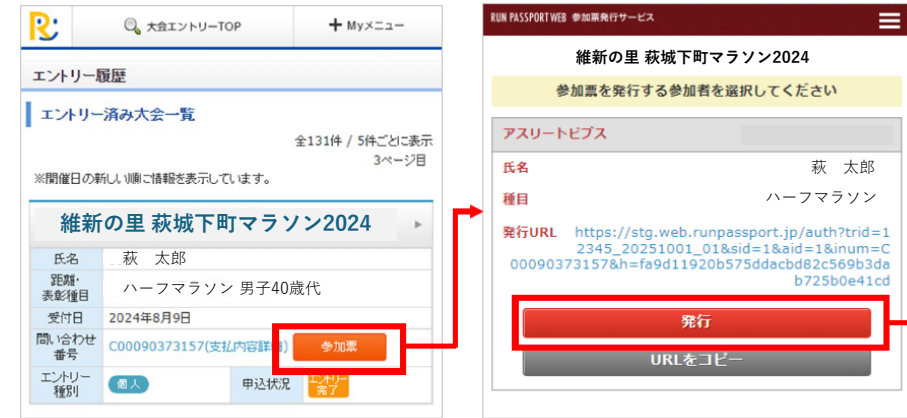 大会エントリーTOP
+ Myメニュー
エントリー履歴
エントリー済み大会一覧
全131件 / 5件ごとに表示
3ページ目
※開催日の新しい順に情報を表示しています。
維新の里 萩城下町マラソン2024
氏名 萩 太郎
距離・
表彰種目 ハーフマラソン 男子40歳代
受付日 2024年8月9日
問い合わせ
番号 C00090373157(支払内容詳細) 参加票
エントリー
種別 個人 申込状況 エントリー
完了
RUN PASSPORT WEB 参加票発行サービス
維新の里 萩城下町マラソン2024
参加票を発行する参加者を選択してください
アスリートビブス
氏名 萩 太郎
種目 ハーフマラソン
発行URL https://stg.web.runpassport.jp/auth?trid=1
2345_20251001_01&sid=1&aid=1&inum=C
00090373157&h=fa9d11920b575ddacbd82c569b3da
b725b0e41cd
発行
URLをコピー